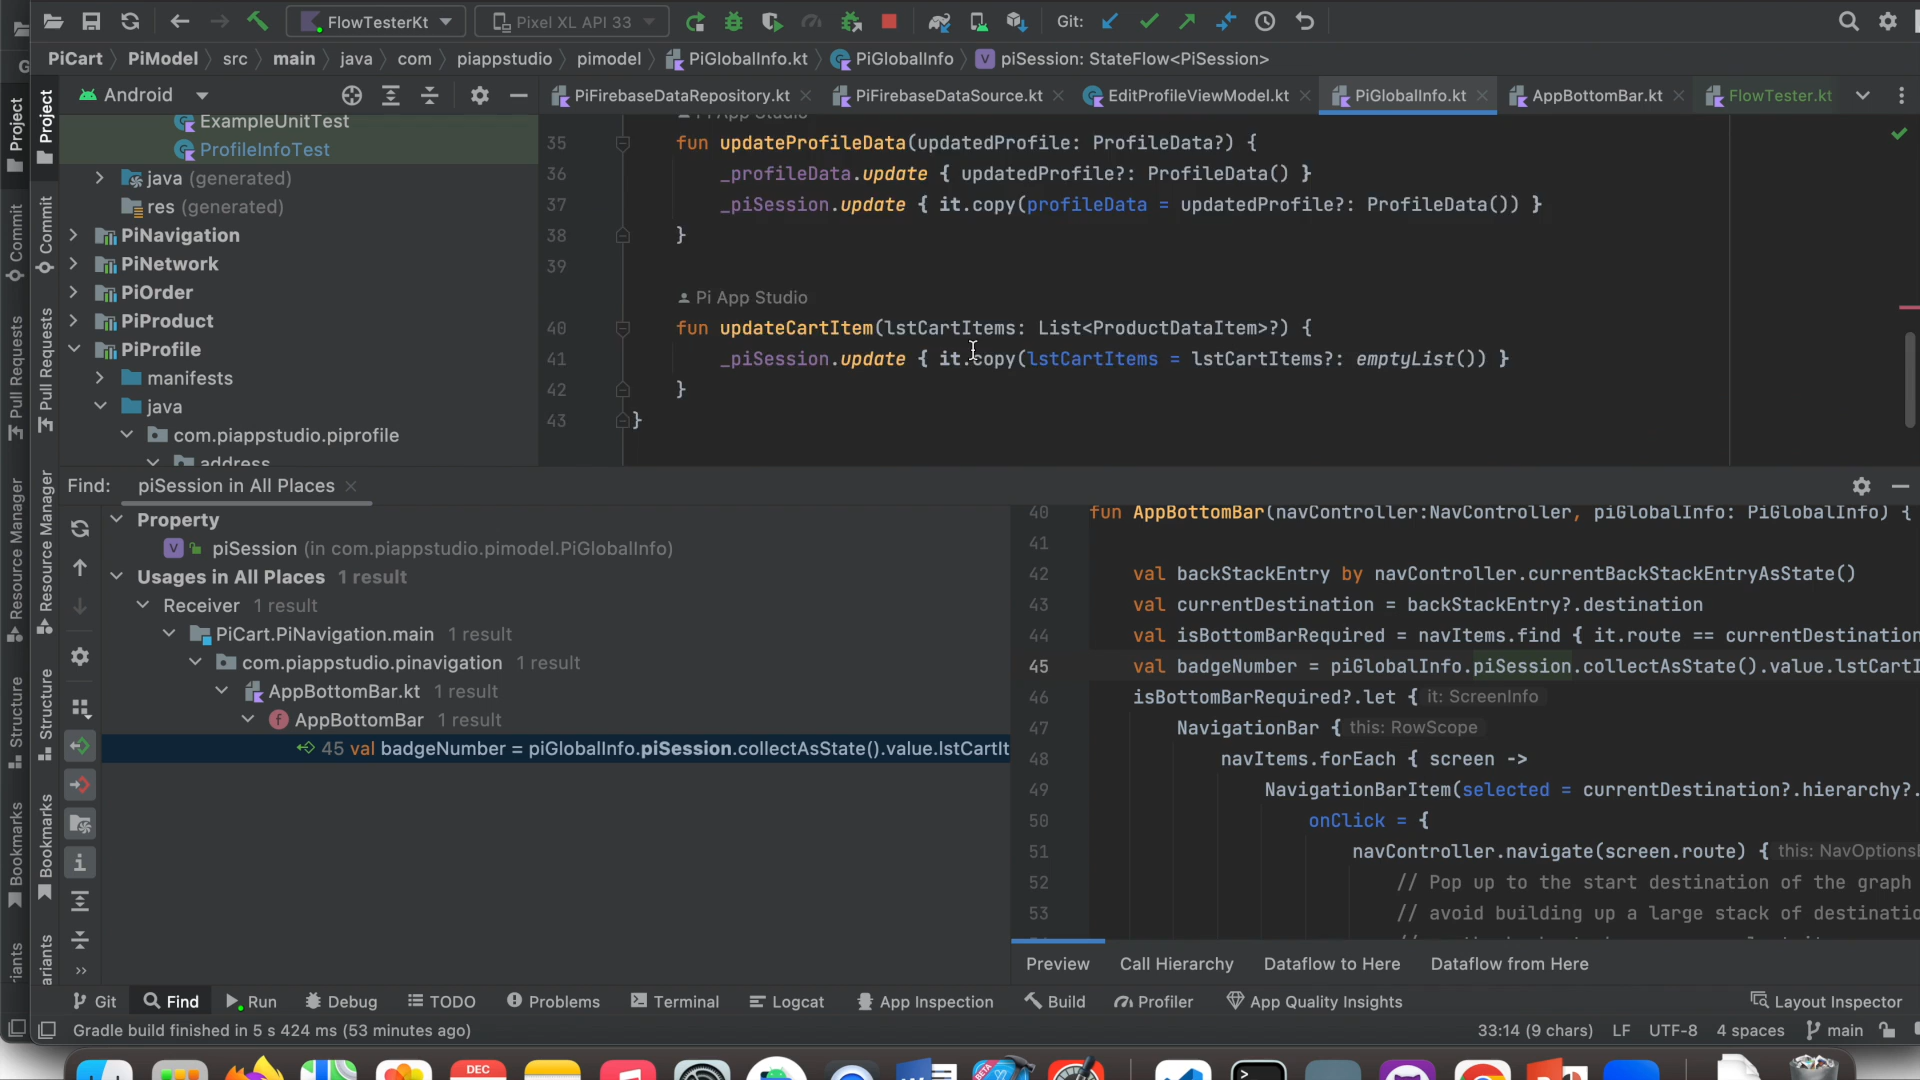 FlowTesterKt
Pixel XL API 33
Git:
PiCart PiModel src main java com piappstudio pimodel PiGlobalInfo.kt PiGlobalInfo piSession: StateFlow<PiSession>
Android
PiFirebaseDataRepository.kt PiFirebaseDataSource.kt EditProfileViewModel.kt PiGlobalInfo.kt AppBottomBar.kt FlowTester.kt
Project
Commit
Pull Requests
Resource Manager
Structure
Bookmarks
Project
Commit
Pull Requests
Resource Manager
Structure
Bookmarks
ExampleUnitTest
ProfileInfoTest
java (generated)
res (generated)
PiNavigation
PiNetwork
PiOrder
PiProduct
PiProfile
manifests
java
com.piappstudio.piprofile
address
35 fun updateProfileData(updatedProfile: ProfileData?) {
36 _profileData.update { updatedProfile?: ProfileData() }
37 _piSession.update { it.copy(profileData = updatedProfile?: ProfileData()) }
38 }
39
Pi App Studio
40 fun updateCartItem(lstCartItems: List<ProductDataItem>?) {
41 _piSession.update { it.copy(lstCartItems = lstCartItems?: emptyList()) }
42 }
43 }
Find: piSession in All Places
Property
piSession (in com.piappstudio.pimodel.PiGlobalInfo)
Usages in All Places 1 result
Receiver 1 result
PiCart.PiNavigation.main 1 result
com.piappstudio.pinavigation 1 result
AppBottomBar.kt 1 result
AppBottomBar 1 result
45 val badgeNumber = piGlobalInfo.piSession.collectAsState().value.lstCartIt
40 fun AppBottomBar(navController:NavController, piGlobalInfo: PiGlobalInfo) {
41
42 val backStackEntry by navController.currentBackStackEntryAsState()
43 val currentDestination = backStackEntry?.destination
44 val isBottomBarRequired = navItems.find { it.route == currentDestination
45 val badgeNumber = piGlobalInfo.piSession.collectAsState().value.lstCartI
46 isBottomBarRequired?.let { it: ScreenInfo
47 NavigationBar { this: RowScope
48 navItems.forEach { screen ->
49 NavigationBarItem(selected = currentDestination?.hierarchy?.
50 onClick = {
51 navController.navigate(screen.route) { this: NavOptionsB
52 // Pop up to the start destination of the graph
53 // avoid building up a large stack of destinatio
Preview Call Hierarchy Dataflow to Here Dataflow from Here
Git Find Run Debug TODO Problems Terminal Logcat App Inspection Build Profiler App Quality Insights Layout Inspector
Gradle build finished in 5 s 424 ms (53 minutes ago) 33:14 (9 chars) LF UTF-8 4 spaces main
DEC